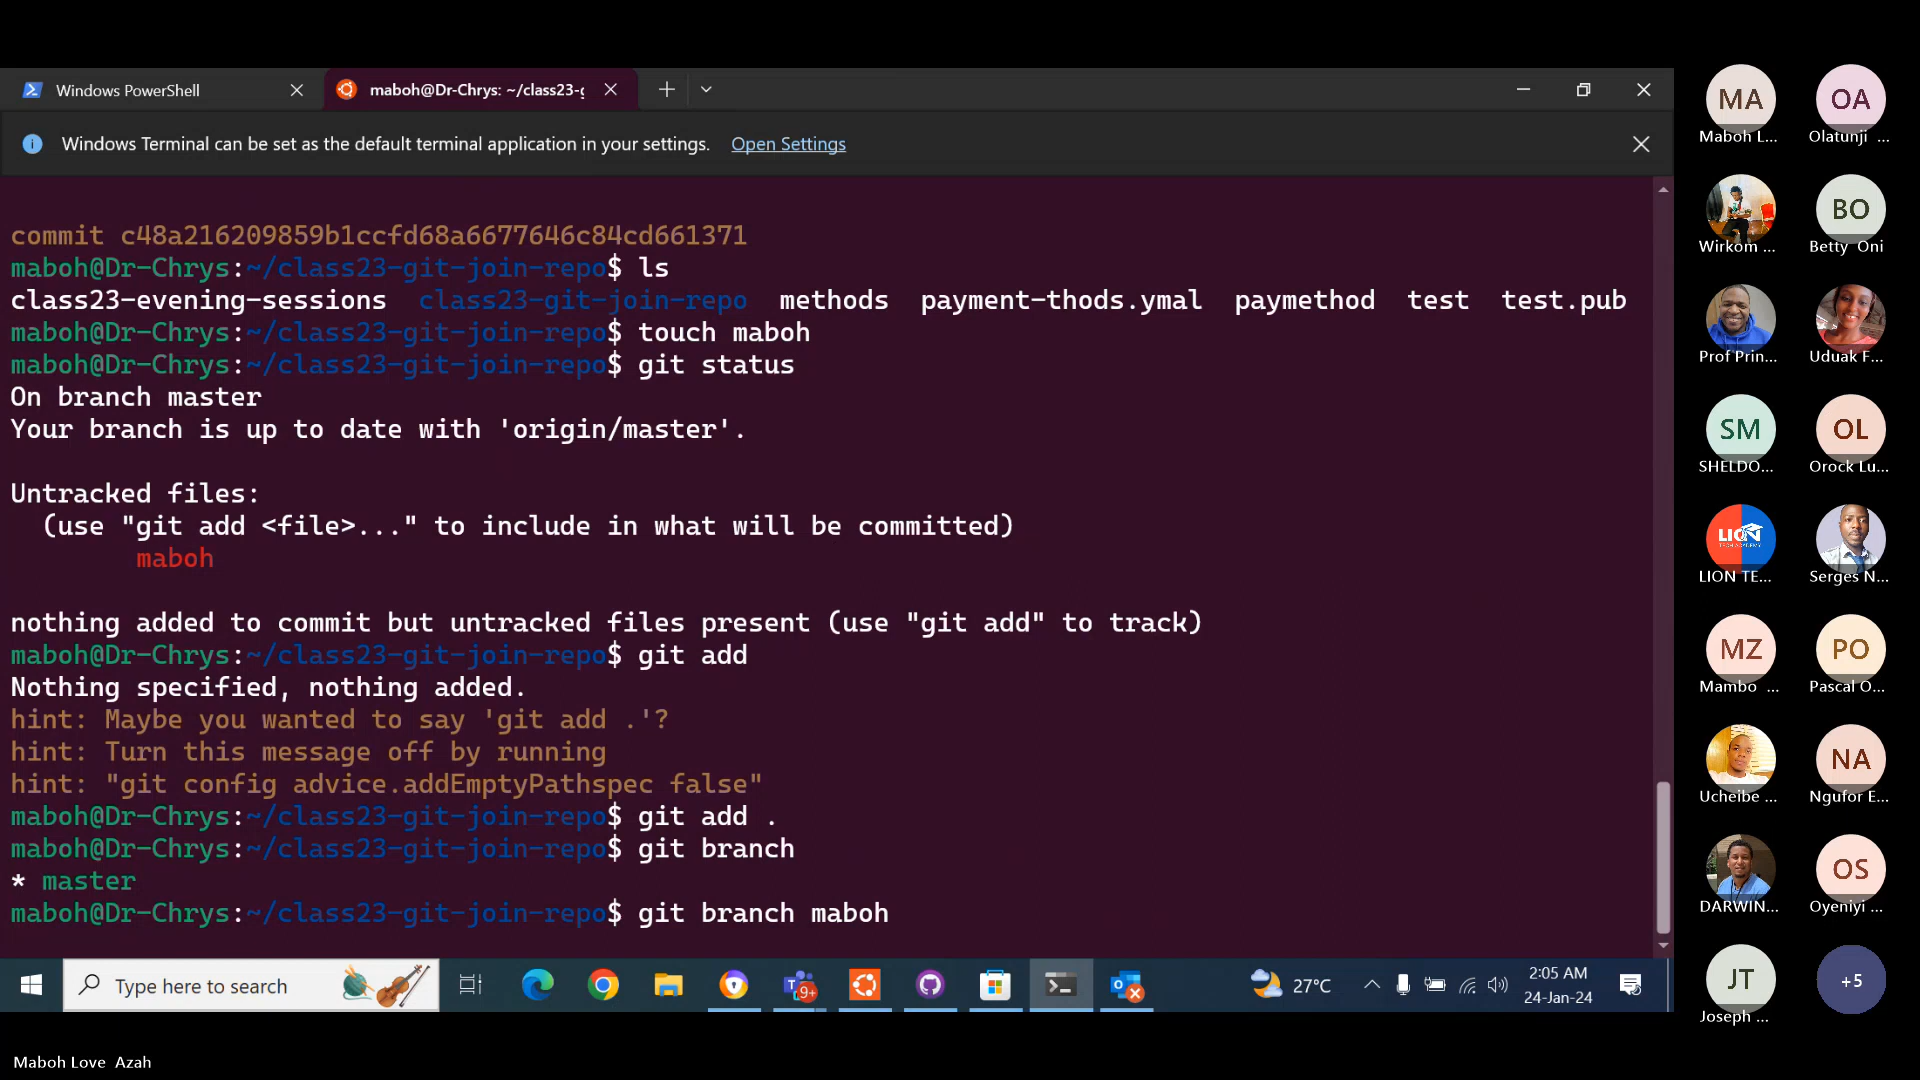 Windows PowerShell
maboh@Dr-Chrys: ~/class23-g
Windows Terminal can be set as the default terminal application in your settings. Open Settings
commit c48a216209859b1ccfd68a6677646c84cd661371
maboh@Dr-Chrys:~/class23-git-join-repo$ ls
class23-evening-sessions class23-git-join-repo methods payment-thods.ymal paymethod test test.pub
maboh@Dr-Chrys:~/class23-git-join-repo$ touch maboh
maboh@Dr-Chrys:~/class23-git-join-repo$ git status
On branch master
Your branch is up to date with 'origin/master'.
Untracked files:
(use "git add <file>..." to include in what will be committed)
maboh
nothing added to commit but untracked files present (use "git add" to track)
maboh@Dr-Chrys:~/class23-git-join-repo$ git add
Nothing specified, nothing added.
hint: Maybe you wanted to say 'git add .'?
hint: Turn this message off by running
hint: "git config advice.addEmptyPathspec false"
maboh@Dr-Chrys:~/class23-git-join-repo$ git add .
maboh@Dr-Chrys:~/class23-git-join-repo$ git branch
* master
maboh@Dr-Chrys:~/class23-git-join-repo$ git branch maboh
Type here to search
9+
27°C
2:05 AM
24-Jan-24
MA
Maboh L...
OA
Olatunji ...
Wirkom ...
BO
Betty Oni
Prof Prin...
Uduak F...
SM
SHELDO...
OL
Orock Lu...
LION
TECH ACADEMY
LION TE...
Serges N...
MZ
Mambo ...
PO
Pascal O...
Ucheibe ...
NA
Ngufor E...
DARWIN...
OS
Oyeniyi ...
JT
Joseph ...
+5
Maboh Love Azah